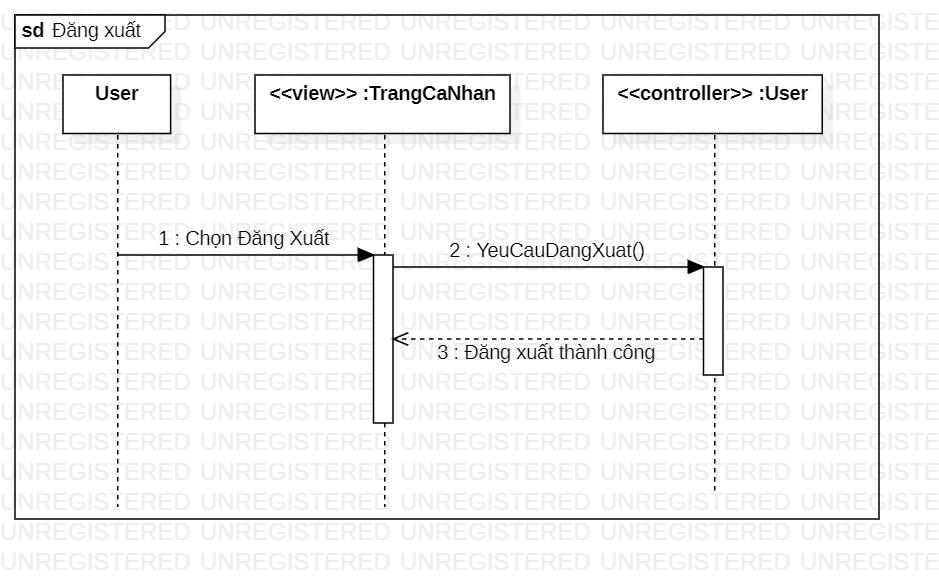 sd Đăng xuất
User
<<view>> :TrangCaNhan
<<controller>> :User
1 : Chọn Đăng Xuất
2 : YeuCauDangXuat()
3 : Đăng xuất thành công
UNREGISTERED